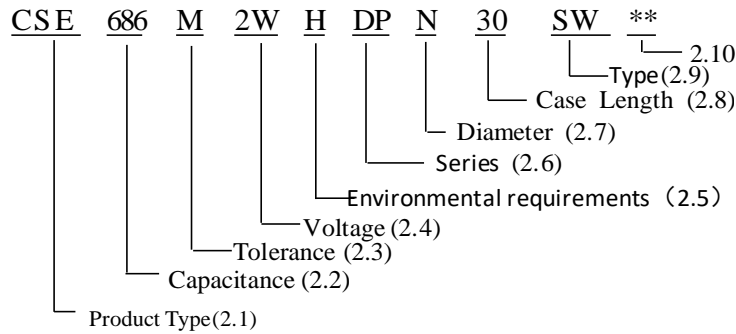 CSE 686 M 2W H DP N 30 SW **
2.10
Type(2.9)
Case Length (2.8)
Diameter (2.7)
Series (2.6)
Environmental requirements（2.5）
Voltage (2.4)
Tolerance (2.3)
Capacitance (2.2)
Product Type(2.1)